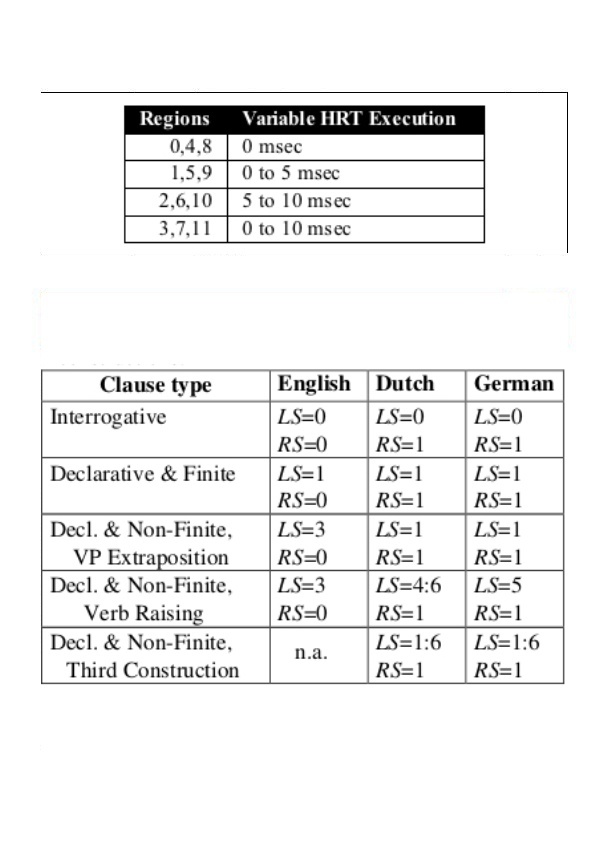 Regions Variable HRT Execution
0,4,8 0 msec
1,5,9 0 to 5 msec
2,6,10 5 to 10 msec
3,7,11 0 to 10 msec
Clause type English Dutch German
Interrogative LS=0 LS=0 LS=0
RS=0 RS=1 RS=1
Declarative & Finite LS=1 LS=1 LS=1
RS=0 RS=1 RS=1
Decl. & Non-Finite, LS=3 LS=1 LS=1
VP Extraposition RS=0 RS=1 RS=1
Decl. & Non-Finite, LS=3 LS=4:6 LS=5
Verb Raising RS=0 RS=1 RS=1
Decl. & Non-Finite, n.a. LS=1:6 LS=1:6
Third Construction RS=1 RS=1